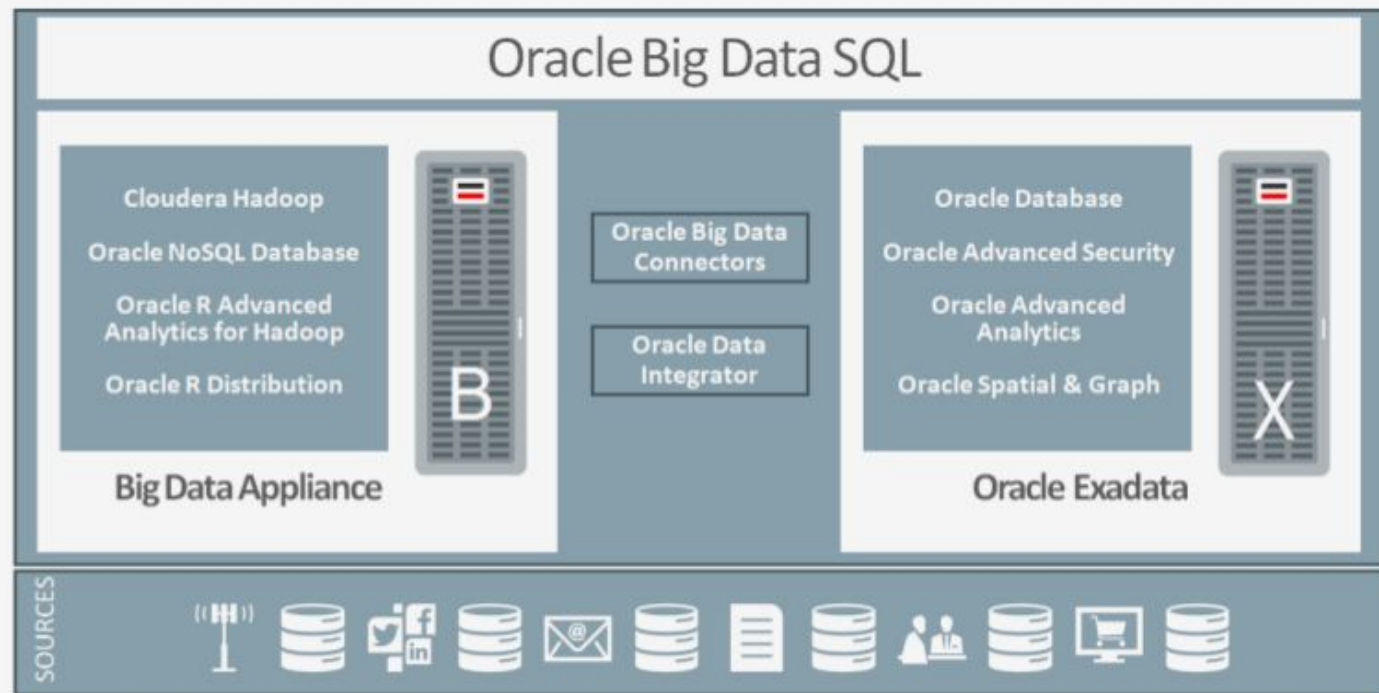 Oracle Big Data SQL
Cloudera Hadoop
Oracle NoSQL Database
Oracle R Advanced
Analytics for Hadoop
Oracle R Distribution
B
Big Data Appliance
Oracle Big Data
Connectors
Oracle Data
Integrator
Oracle Database
Oracle Advanced Security
Oracle Advanced
Analytics
Oracle Spatial & Graph
X
Oracle Exadata
SOURCES
f
in
@